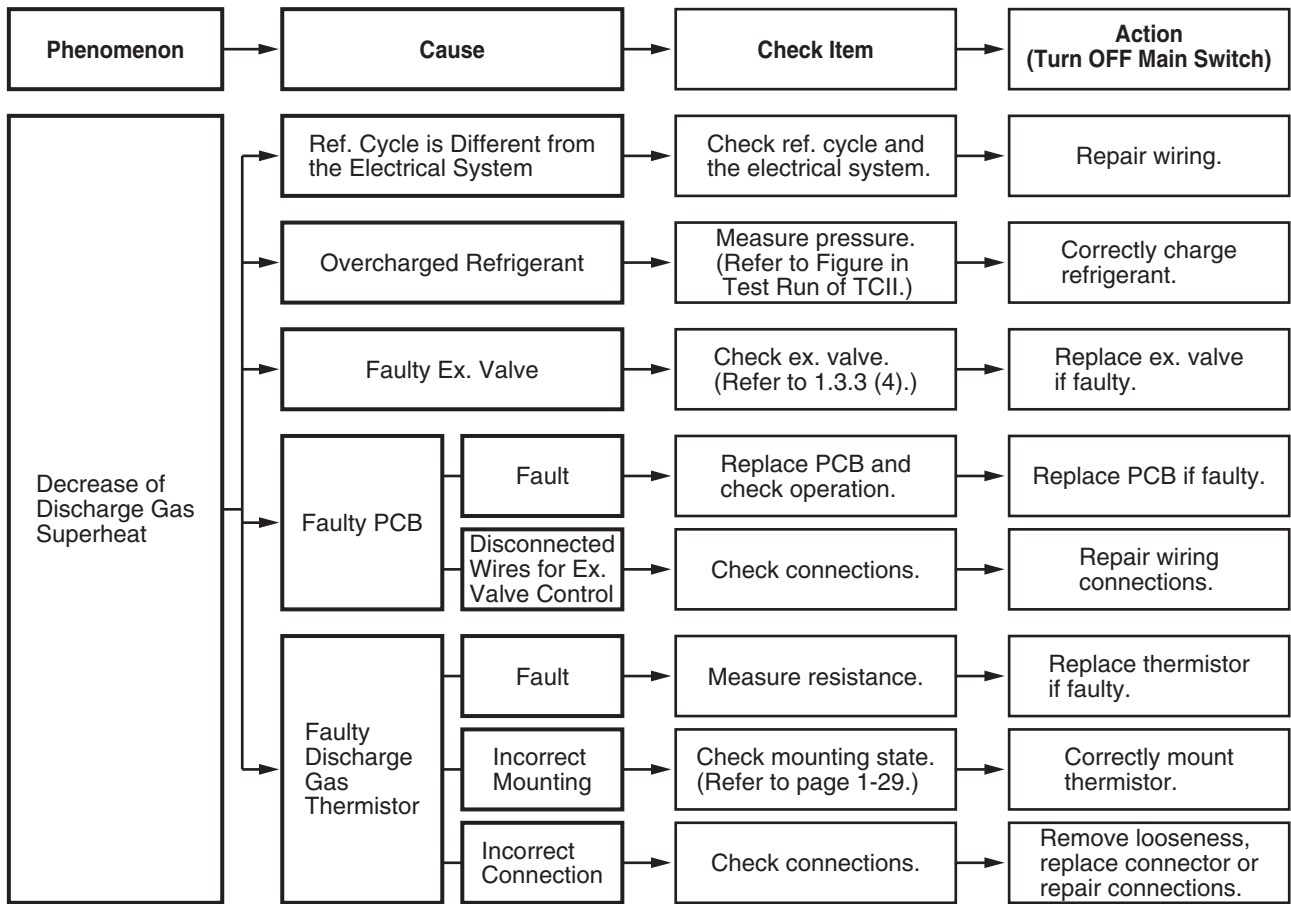 Phenomenon
Cause
Check Item
Action
(Turn OFF Main Switch)
Decrease of
Discharge Gas
Superheat
Ref. Cycle is Different from
the Electrical System
Check ref. cycle and
the electrical system.
Repair wiring.
Overcharged Refrigerant
Measure pressure.
(Refer to Figure in
Test Run of TCII.)
Correctly charge
refrigerant.
Faulty Ex. Valve
Check ex. valve.
(Refer to 1.3.3 (4).)
Replace ex. valve
if faulty.
Faulty PCB
Fault
Replace PCB and
check operation.
Replace PCB if faulty.
Disconnected
Wires for Ex.
Valve Control
Check connections.
Repair wiring
connections.
Faulty
Discharge
Gas
Thermistor
Fault
Measure resistance.
Replace thermistor
if faulty.
Incorrect
Mounting
Check mounting state.
(Refer to page 1-29.)
Correctly mount
thermistor.
Incorrect
Connection
Check connections.
Remove looseness,
replace connector or
repair connections.